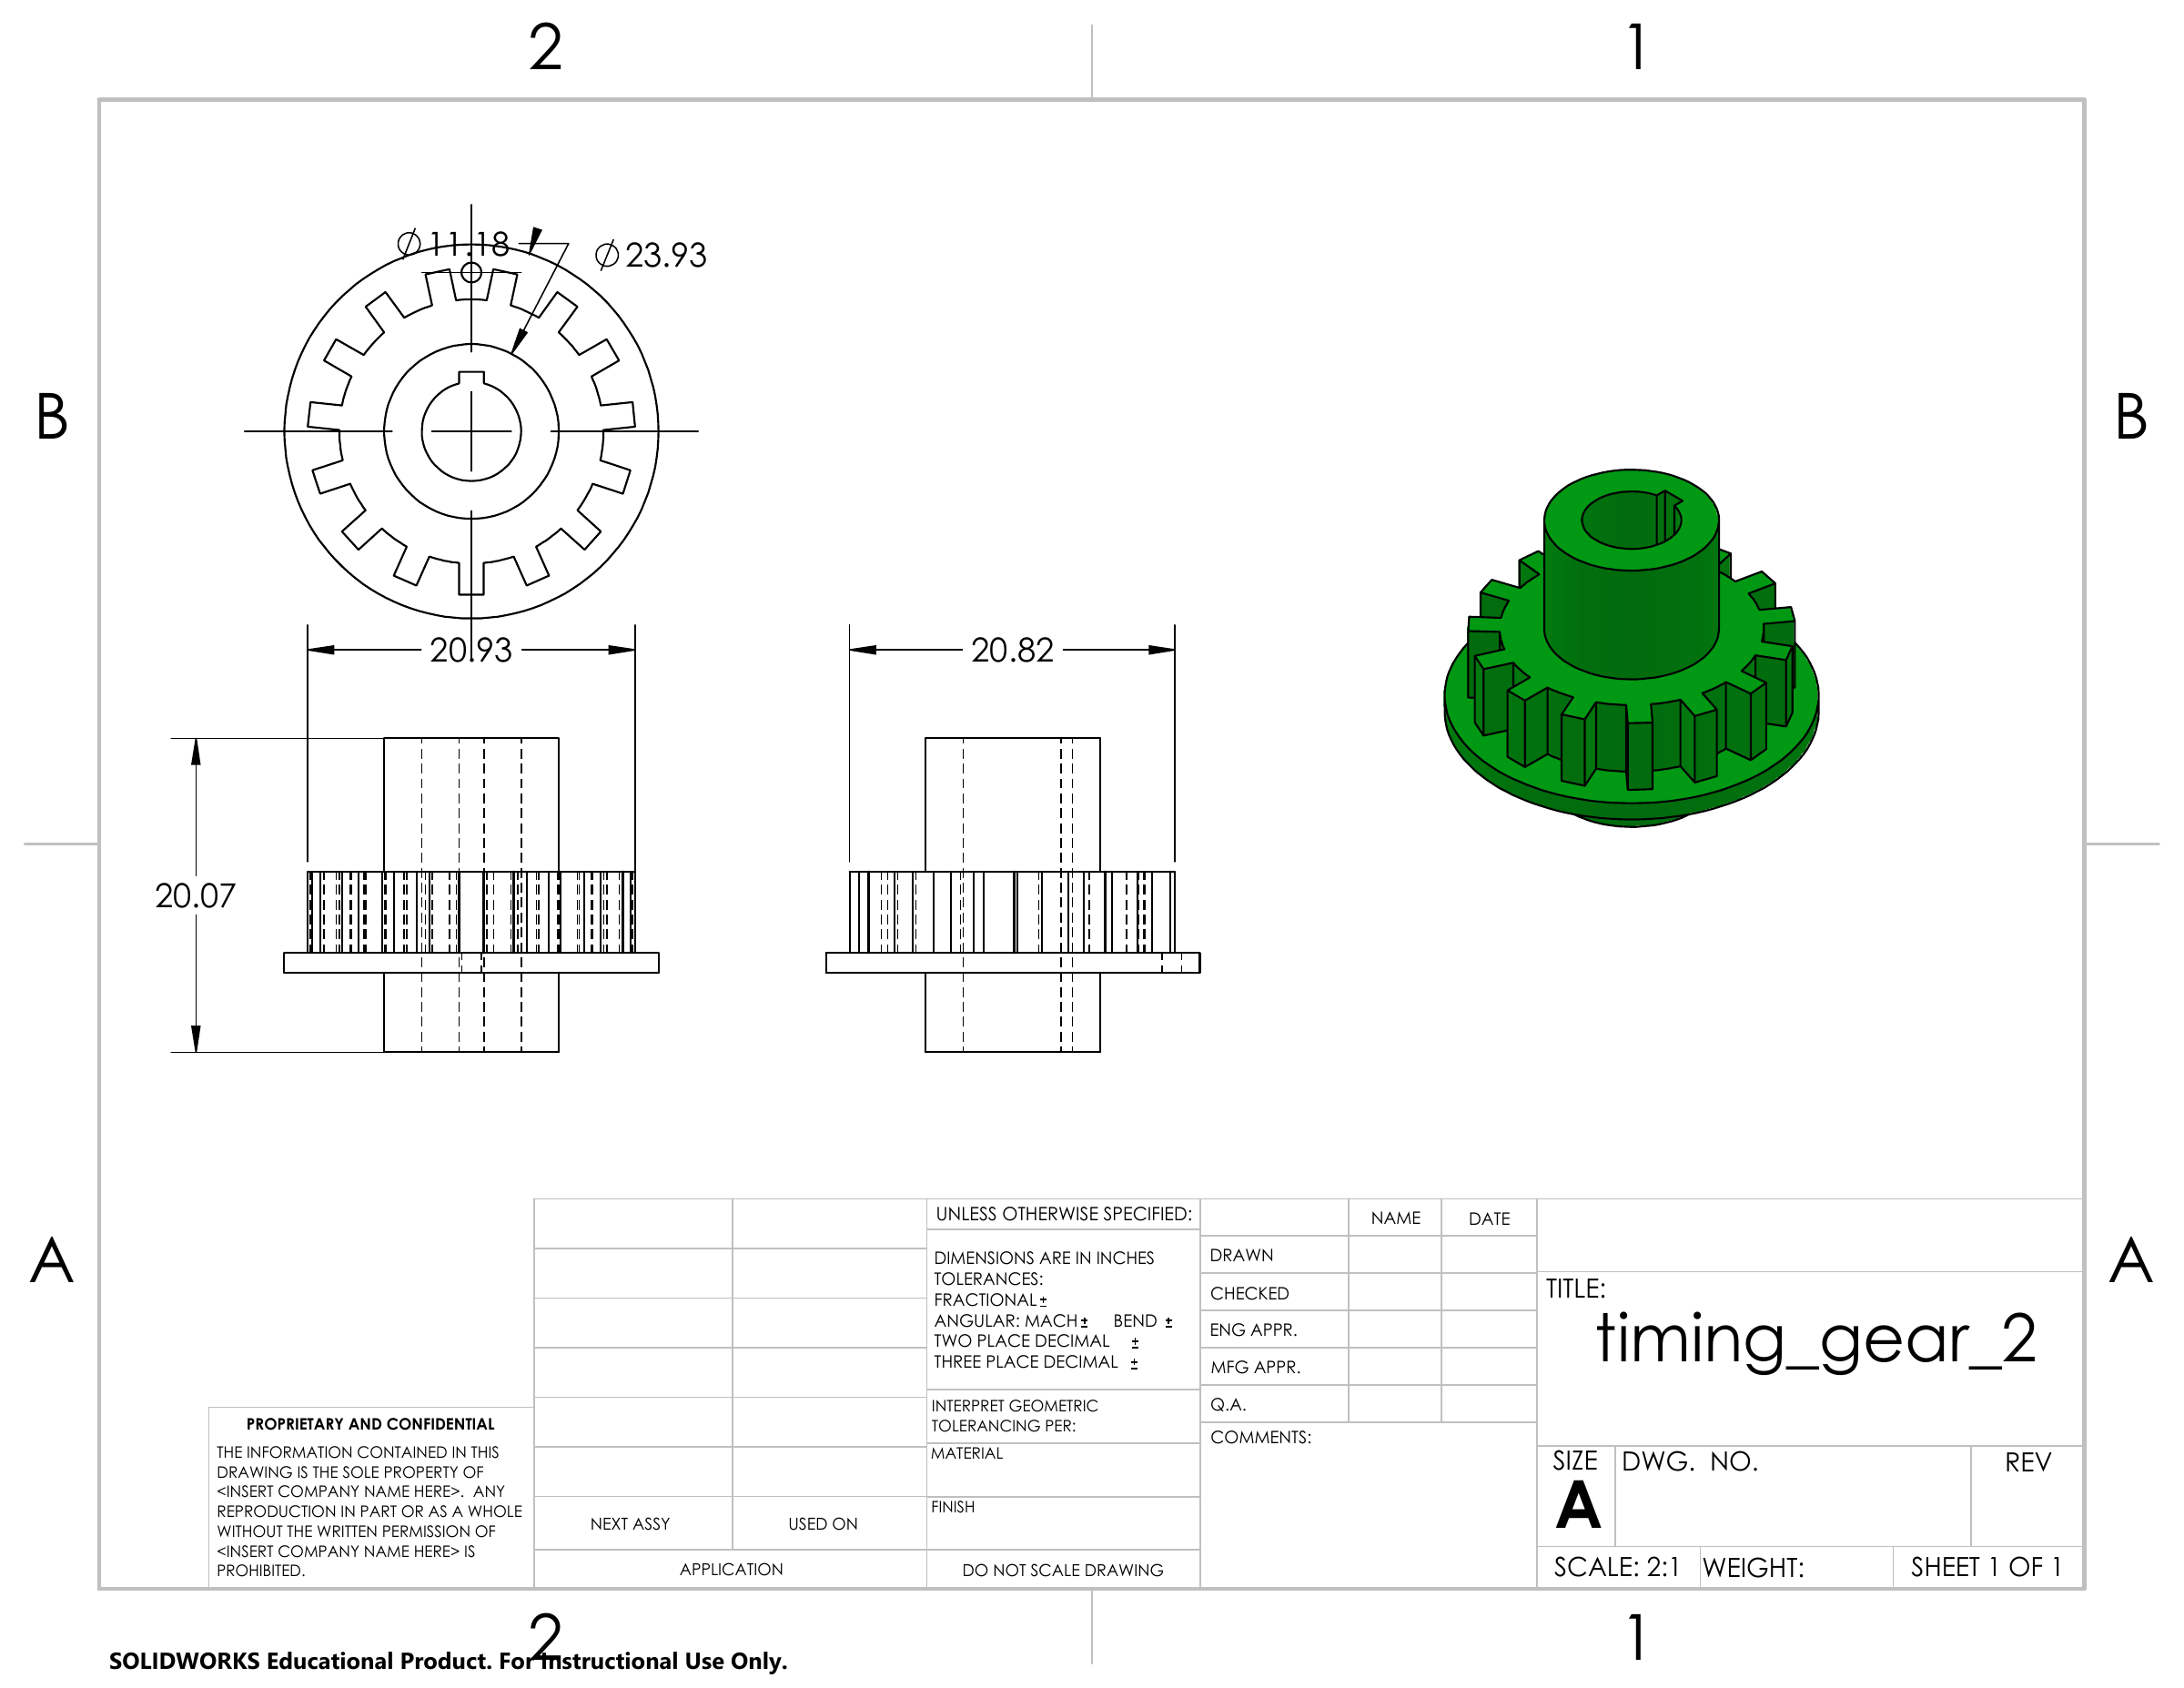 2
1
B
B
A
A
⌀11.18
⌀23.93
20.93
20.82
20.07
UNLESS OTHERWISE SPECIFIED:
DIMENSIONS ARE IN INCHES
TOLERANCES:
FRACTIONAL±
ANGULAR: MACH± BEND ±
TWO PLACE DECIMAL ±
THREE PLACE DECIMAL ±
INTERPRET GEOMETRIC
TOLERANCING PER:
MATERIAL
FINISH
DO NOT SCALE DRAWING
NAME
DATE
DRAWN
CHECKED
ENG APPR.
MFG APPR.
Q.A.
COMMENTS:
TITLE:
timing_gear_2
SIZE
A
DWG. NO.
REV
SCALE: 2:1
WEIGHT:
SHEET 1 OF 1
PROPRIETARY AND CONFIDENTIAL
THE INFORMATION CONTAINED IN THIS
DRAWING IS THE SOLE PROPERTY OF
<INSERT COMPANY NAME HERE>. ANY
REPRODUCTION IN PART OR AS A WHOLE
WITHOUT THE WRITTEN PERMISSION OF
<INSERT COMPANY NAME HERE> IS
PROHIBITED.
NEXT ASSY
USED ON
APPLICATION
2
1
SOLIDWORKS Educational Product. For Instructional Use Only.